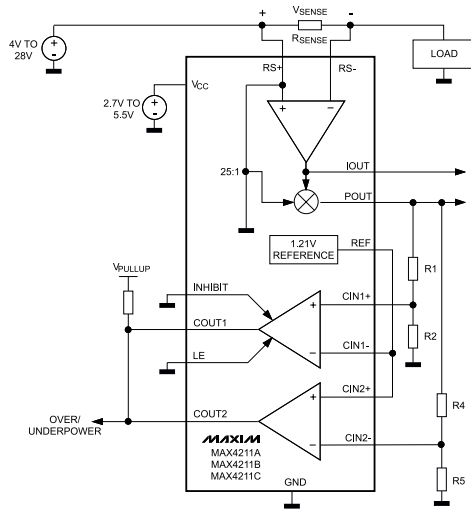 + VSENSE -
RSENSE
4V TO
28V
+
-
LOAD
RS+
RS-
VCC
2.7V TO
5.5V
+
-
+ −
25:1
IOUT
POUT
1.21V
REFERENCE
REF
R1
VPULLUP
INHIBIT
CIN1+
+
R2
COUT1
CIN1-
−
LE
CIN2+
+
R4
OVER/
UNDERPOWER
COUT2
CIN2-
−
MAXIM
MAX4211A
MAX4211B
MAX4211C
R5
GND